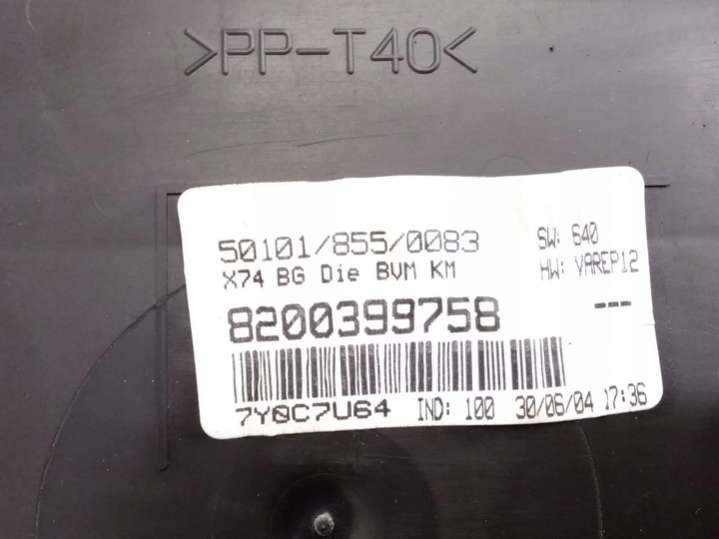 >PP-T40<
50101/855/0083
SW: 640
X74 BG Die BVM KM
HW: VAREP12
8200399758
---
7Y0C7U64 IND: 100 30/06/04 17:36